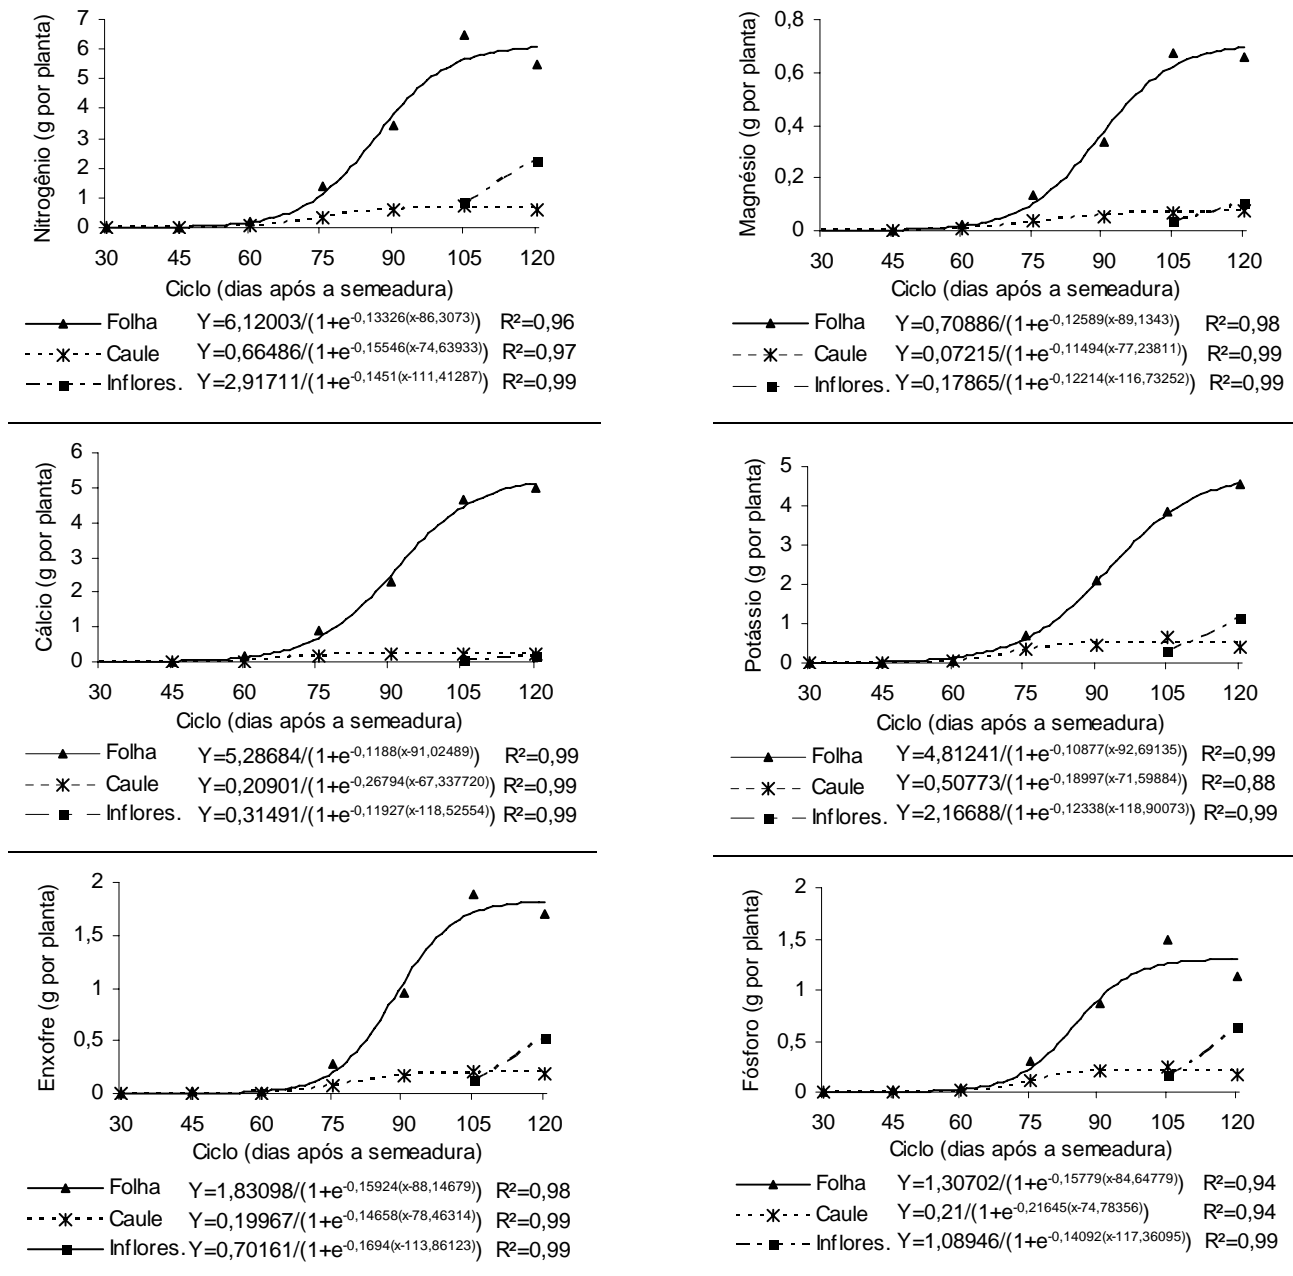 Nitrogénio (g por planta)
7
6
5
4
3
2
1
0
30 45 60 75 90 105 120
Ciclo (dias após a semeadura)
Folha Y=6,12003/(1+e^-0,13326(x-86,3073)) R²=0,96
Caule Y=0,66486/(1+e^-0,15546(x-74,63933)) R²=0,97
Inflores. Y=2,91711/(1+e^-0,1451(x-111,41287)) R²=0,99
Magnésio (g por planta)
0,8
0,6
0,4
0,2
0
30 45 60 75 90 105 120
Ciclo (dias após a semeadura)
Folha Y=0,70886/(1+e^-0,12589(x-89,1343)) R²=0,98
Caule Y=0,07215/(1+e^-0,11494(x-77,23811)) R²=0,99
Inflores. Y=0,17865/(1+e^-0,12214(x-116,73252)) R²=0,99
Cálcio (g por planta)
6
5
4
3
2
1
0
30 45 60 75 90 105 120
Ciclo (dias após a semeadura)
Folha Y=5,28684/(1+e^-0,1188(x-91,02489)) R²=0,99
Caule Y=0,20901/(1+e^-0,26794(x-67,337720)) R²=0,99
Inflores. Y=0,31491/(1+e^-0,11927(x-118,52554)) R²=0,99
Potássio (g por planta)
5
4
3
2
1
0
30 45 60 75 90 105 120
Ciclo (dias após a semeadura)
Folha Y=4,81241/(1+e^-0,10877(x-92,69135)) R²=0,99
Caule Y=0,50773/(1+e^-0,18997(x-71,59884)) R²=0,88
Inflores. Y=2,16688/(1+e^-0,12338(x-118,90073)) R²=0,99
Enxofre (g por planta)
2
1,5
1
0,5
0
30 45 60 75 90 105 120
Ciclo (dias após a semeadura)
Folha Y=1,83098/(1+e^-0,15924(x-88,14679)) R²=0,98
Caule Y=0,19967/(1+e^-0,14658(x-78,46314)) R²=0,99
Inflores. Y=0,70161/(1+e^-0,1694(x-113,86123)) R²=0,99
Fósforo (g por planta)
2
1,5
1
0,5
0
30 45 60 75 90 105 120
Ciclo (dias após a semeadura)
Folha Y=1,30702/(1+e^-0,15779(x-84,64779)) R²=0,94
Caule Y=0,21/(1+e^-0,21645(x-74,78356)) R²=0,94
Inflores. Y=1,08946/(1+e^-0,14092(x-117,36095)) R²=0,99